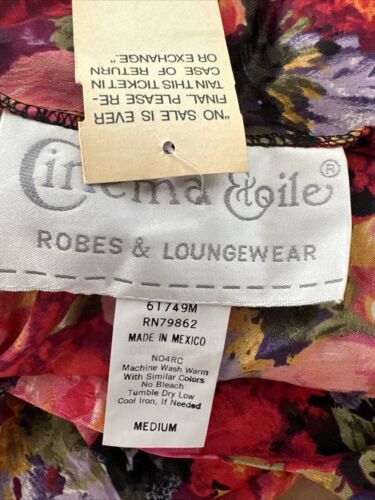 "NO SALE IS EVER
FINAL. PLEASE RE-
TAIN THIS TICKET IN
CASE OF RETURN
OR EXCHANGE."
Cinema Etoile®
ROBES & LOUNGEWEAR
61749M
RN79862
MADE IN MEXICO
NO4RC
Machine Wash Warm
With Similar Colors
No Bleach
Tumble Dry Low
Cool Iron, If Needed
MEDIUM